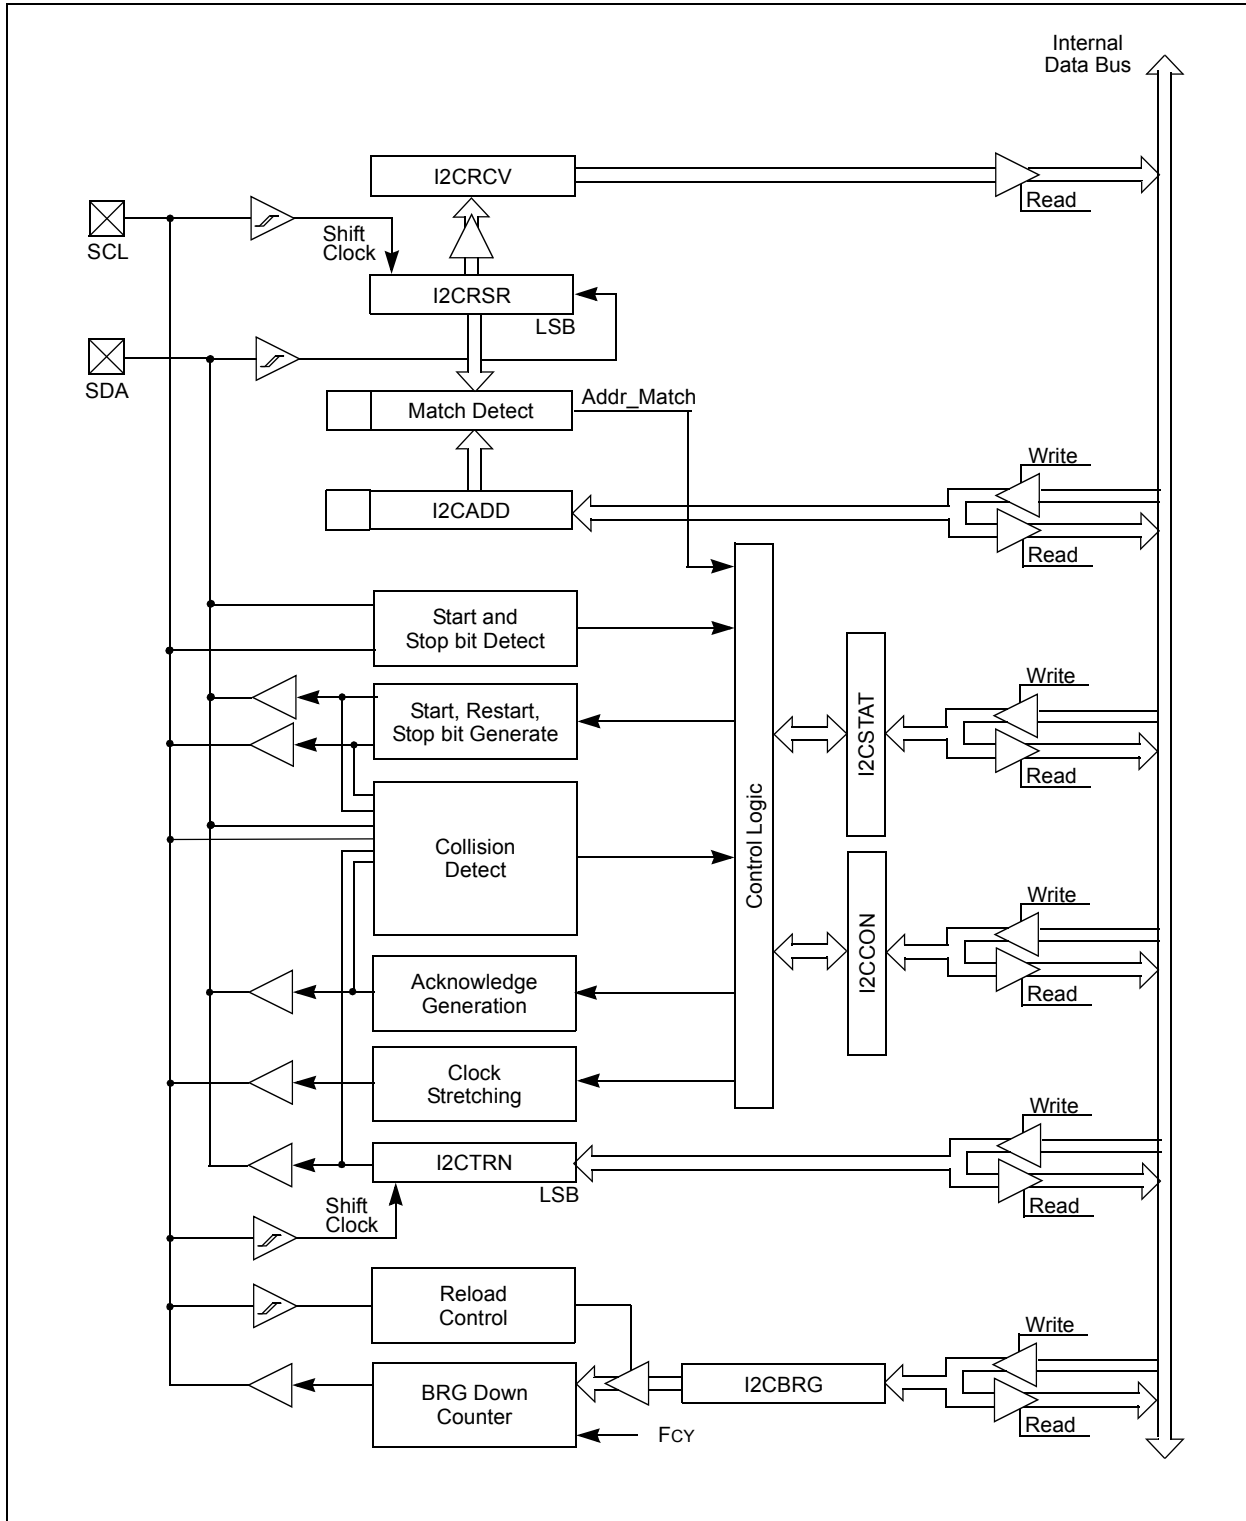 Internal
Data Bus
I2CRCV
Read
SCL
Shift
Clock
I2CRSR
LSB
SDA
Match Detect
Addr_Match
Write
I2CADD
Read
Start and
Stop bit Detect
Write
Start, Restart,
Stop bit Generate
I2CSTAT
Read
Control Logic
Collision
Detect
Write
I2CCON
Read
Acknowledge
Generation
Clock
Stretching
Write
I2CTRN
LSB
Read
Shift
Clock
Reload
Control
Write
I2CBRG
BRG Down
Counter
Read
FCY